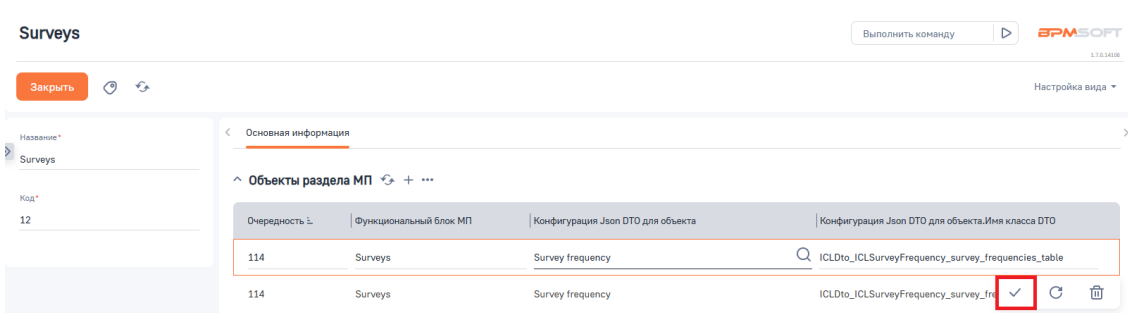 Surveys
Выполнить команду
BPMSOFT
1.7.0.14108
Закрыть
Настройка вида
Название*
Surveys
Код*
12
Основная информация
Объекты раздела МП
Очередность Функциональный блок МП Конфигурация Json DTO для объекта Конфигурация Json DTO для объекта.Имя класса DTO
114 Surveys Survey frequency ICLDto_ICLSurveyFrequency_survey_frequencies_table
114 Surveys Survey frequency ICLDto_ICLSurveyFrequency_survey_fre